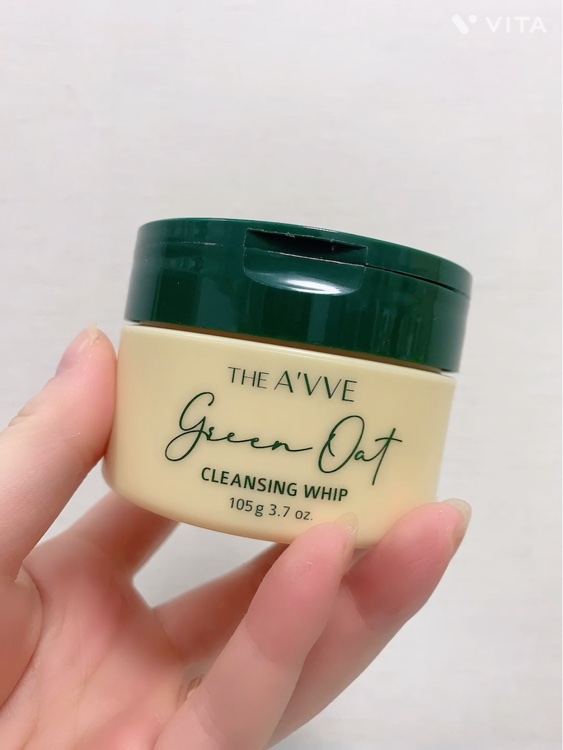 VITA
THE A'VVE
Green Oat
CLEANSING WHIP
105g 3.7 oz.